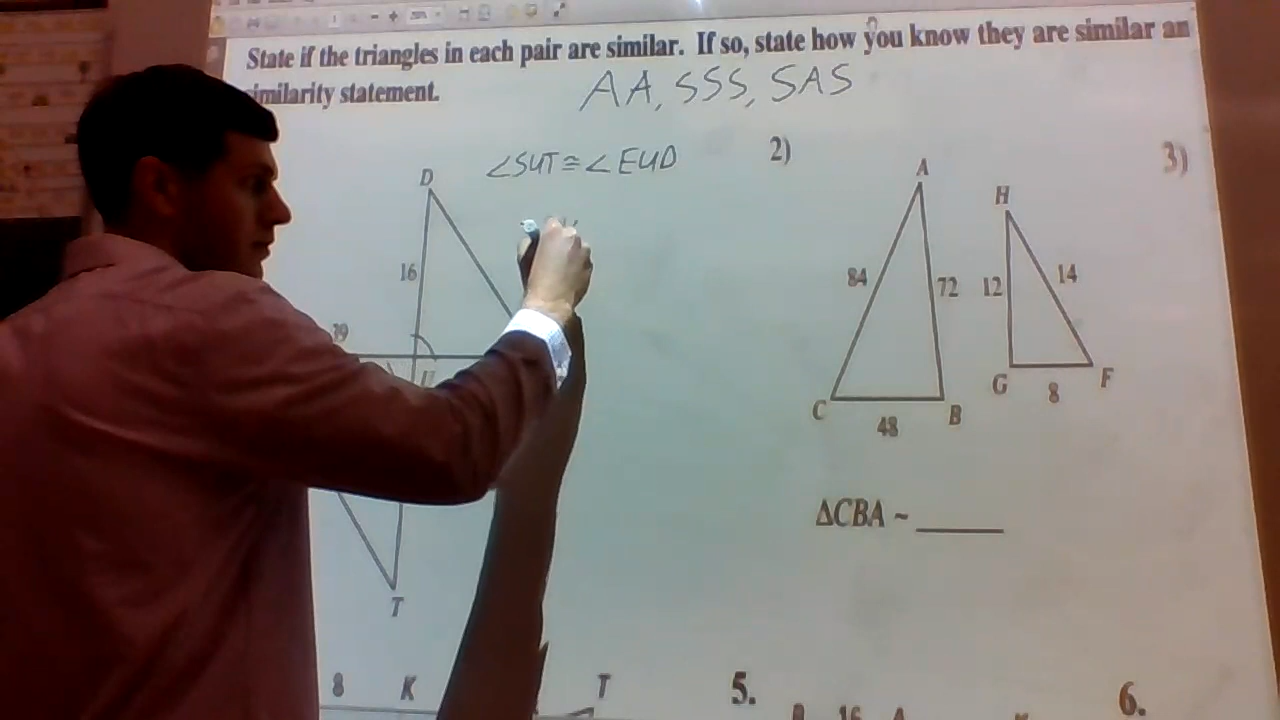 State if the triangles in each pair are similar. If so, state how you know they are similar an
similarity statement.
AA, SSS, SAS
∠SUT≅∠EUD
2)
3)
D
16
U
T
A
84
72
C
48
B
H
12
14
G
8
F
ΔCBA ~ ______
8
K
T
5.
16
6.